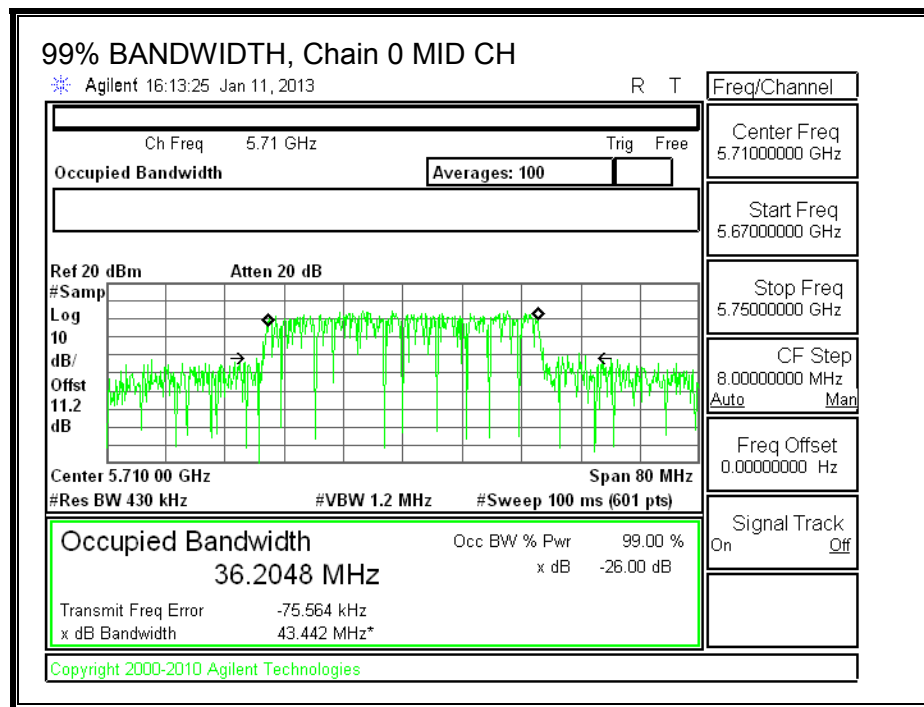 99% BANDWIDTH, Chain 0 MID CH
Agilent 16:13:25 Jan 11, 2013 R T
Freq/Channel
Ch Freq 5.71 GHz Trig Free
Occupied Bandwidth Averages: 100
Center Freq
5.71000000 GHz
Start Freq
5.67000000 GHz
Stop Freq
5.75000000 GHz
CF Step
8.00000000 MHz
Auto Man
Freq Offset
0.00000000 Hz
Signal Track
On Off
Ref 20 dBm Atten 20 dB
#Samp
Log
10
dB/
Offst
11.2
dB
Center 5.710 00 GHz Span 80 MHz
#Res BW 430 kHz #VBW 1.2 MHz #Sweep 100 ms (601 pts)
Occupied Bandwidth Occ BW % Pwr 99.00 %
36.2048 MHz x dB -26.00 dB
Transmit Freq Error -75.564 kHz
x dB Bandwidth 43.442 MHz*
Copyright 2000-2010 Agilent Technologies